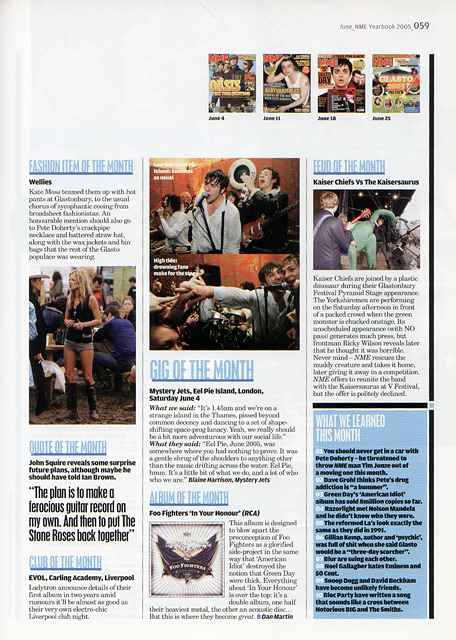 June_NME Yearbook 2005_059
NME
OASIS
NME
BABYSHAMBLES
NME
DAY
NME
GLASTO
June 4
June 11
June 18
June 25
FASHION ITEM OF THE MONTH
Wellies
Kate Moss teamed them up with hot
pants at Glastonbury, to the usual
chorus of sycophantic cooing from
broadsheet fashionistas. An
honourable mention should also go
to Pete Doherty's crackpipe
necklace and battered straw hat,
along with the wax jackets and bin
bags that the rest of the Glasto
populace was wearing.
QUOTE OF THE MONTH
John Squire reveals some surprise
future plans, although maybe he
should have told Ian Brown.
"The plan is to make a
ferocious guitar record on
my own. And then to put The
Stone Roses back together"
CLUB OF THE MONTH
EVOL, Carling Academy, Liverpool
Ladytron announce details of their
first album in two years amid
rumours it'll be almost as good as
their very own electro-chic
Liverpool club night.
Island: business
as usual
High tide:
drowning fans
make for the stage
GIG OF THE MONTH
Mystery Jets, Eel Pie Island, London,
Saturday June 4
What we said: "It's 1.45am and we're on a
strange island in the Thames, pissed beyond
common decency and dancing to a set of shape-
shifting space-prog lunacy. Yeah, we really should
be a bit more adventurous with our social life."
What they said: "Eel Pie, June 2005, was
somewhere where you had nothing to prove. It was
a gentle shrug of the shoulders to anything other
than the music drifting across the water. Eel Pie,
hmm. It's a little bit of what we do, and a lot of who
who we are." Blaine Harrison, Mystery Jets
ALBUM OF THE MONTH
Foo Fighters 'In Your Honour' (RCA)
FOO FIGHTERS
This album is designed
to blow apart the
preconception of Foo
Fighters as a glorified
side-project in the same
way that 'American
Idiot' destroyed the
notion that Green Day
were thick. Everything
about 'In Your Honour'
is over the top: it's a
double album, one half
their heaviest metal, the other an acoustic disc...
But this is where they become great. 8 Dan Martin
FEUD OF THE MONTH
Kaiser Chiefs Vs The Kaisersaurus
Kaiser Chiefs are joined by a plastic
dinosaur during their Glastonbury
Festival Pyramid Stage appearance.
The Yorkshiremen are performing
on the Saturday afternoon in front
of a packed crowd when the green
monster is chucked onstage. Its
unscheduled appearance (with NO
pass) generates much press, but
frontman Ricky Wilson reveals later
that he thought it was horrible.
Never mind – NME rescues the
muddy creature and takes it home,
later giving it away in a competition.
NME offers to reunite the band
with the Kaisersaurus at V Festival,
but the offer is politely declined.
WHAT WE LEARNED
THIS MONTH
01 You should never get in a car with
Pete Doherty – he threatened to
throw NME man Tim Jonze out of
a moving one this month.
02 Dave Grohl thinks Pete's drug
addiction is "a bummer".
03 Green Day's 'American Idiot'
album has sold 8million copies so far.
04 Razorlight met Nelson Mandela
and he didn't know who they were.
05 The reformed La's look exactly the
same as they did in 1991.
06 Gillian Kemp, author and 'psychic',
was full of shit when she said Glasto
would be a "three-day scorcher".
07 Blur are suing each other.
08 Noel Gallagher hates Eminem and
50 Cent.
09 Snoop Dogg and David Beckham
have become unlikely friends.
10 Bloc Party have written a song
that sounds like a cross between
Notorious BIG and The Smiths.